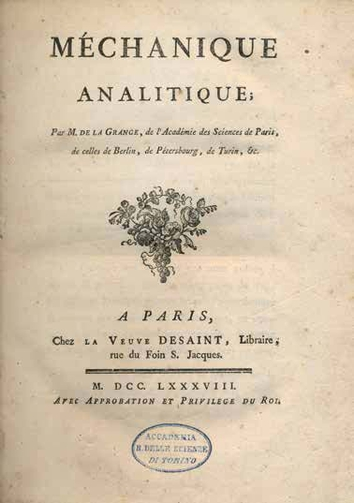 MÉCHANIQUE
ANALITIQUE;
Par M. DE LA GRANGE, de l'Académie des Sciences de Paris,
de celles de Berlin, de Pétersbourg, de Turin, &c.
A PARIS,
Chez LA VEUVE DESAINT, Libraire,
rue du Foin S. Jacques.
M. DCC. LXXXVIII.
AVEC APPROBATION ET PRIVILEGE DU ROI.
ACCADEMIA
R. DELLE SCIENZE
DI TORINO